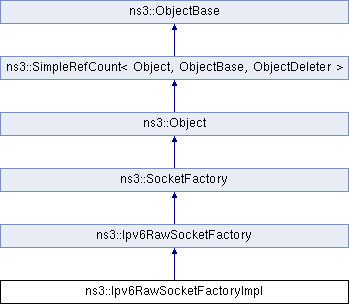 ns3::ObjectBase
ns3::SimpleRefCount< Object, ObjectBase, ObjectDeleter >
ns3::Object
ns3::SocketFactory
ns3::Ipv6RawSocketFactory
ns3::Ipv6RawSocketFactoryImpl